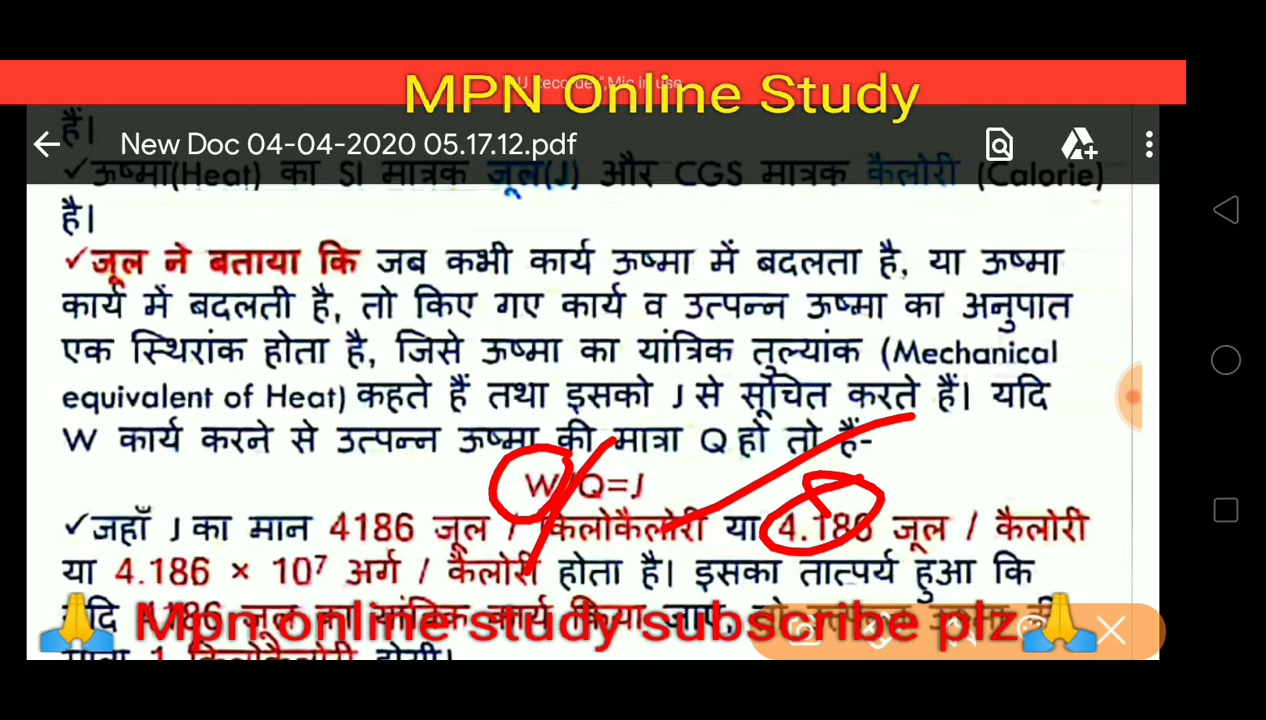 MPN Online Study
New Doc 04-04-2020 05.17.12.pdf
हैं।
✓ऊष्मा(Heat) का SI मात्रक जूल(J) और CGS मात्रक कैलोरी (Calorie)
है।
✓जूल ने बताया कि जब कभी कार्य ऊष्मा में बदलता है, या ऊष्मा
कार्य में बदलती है, तो किए गए कार्य व उत्पन्न ऊष्मा का अनुपात
एक स्थिरांक होता है, जिसे ऊष्मा का यांत्रिक तुल्यांक (Mechanical
equivalent of Heat) कहते हैं तथा इसको J से सूचित करते हैं। यदि
W कार्य करने से उत्पन्न ऊष्मा की मात्रा Q हो तो हैं-
W/Q=J
✓जहाँ J का मान 4186 जूल / किलोकैलोरी या 4.186 जूल / कैलोरी
या 4.186 × 10⁷ अर्ग / कैलोरी होता है। इसका तात्पर्य हुआ कि
यदि 4186 जूल का यांत्रिक कार्य किया जाए,
🙏 Mpn online study subscribe plz🙏
मात्रा 1 किलोकैलोरी होगी।